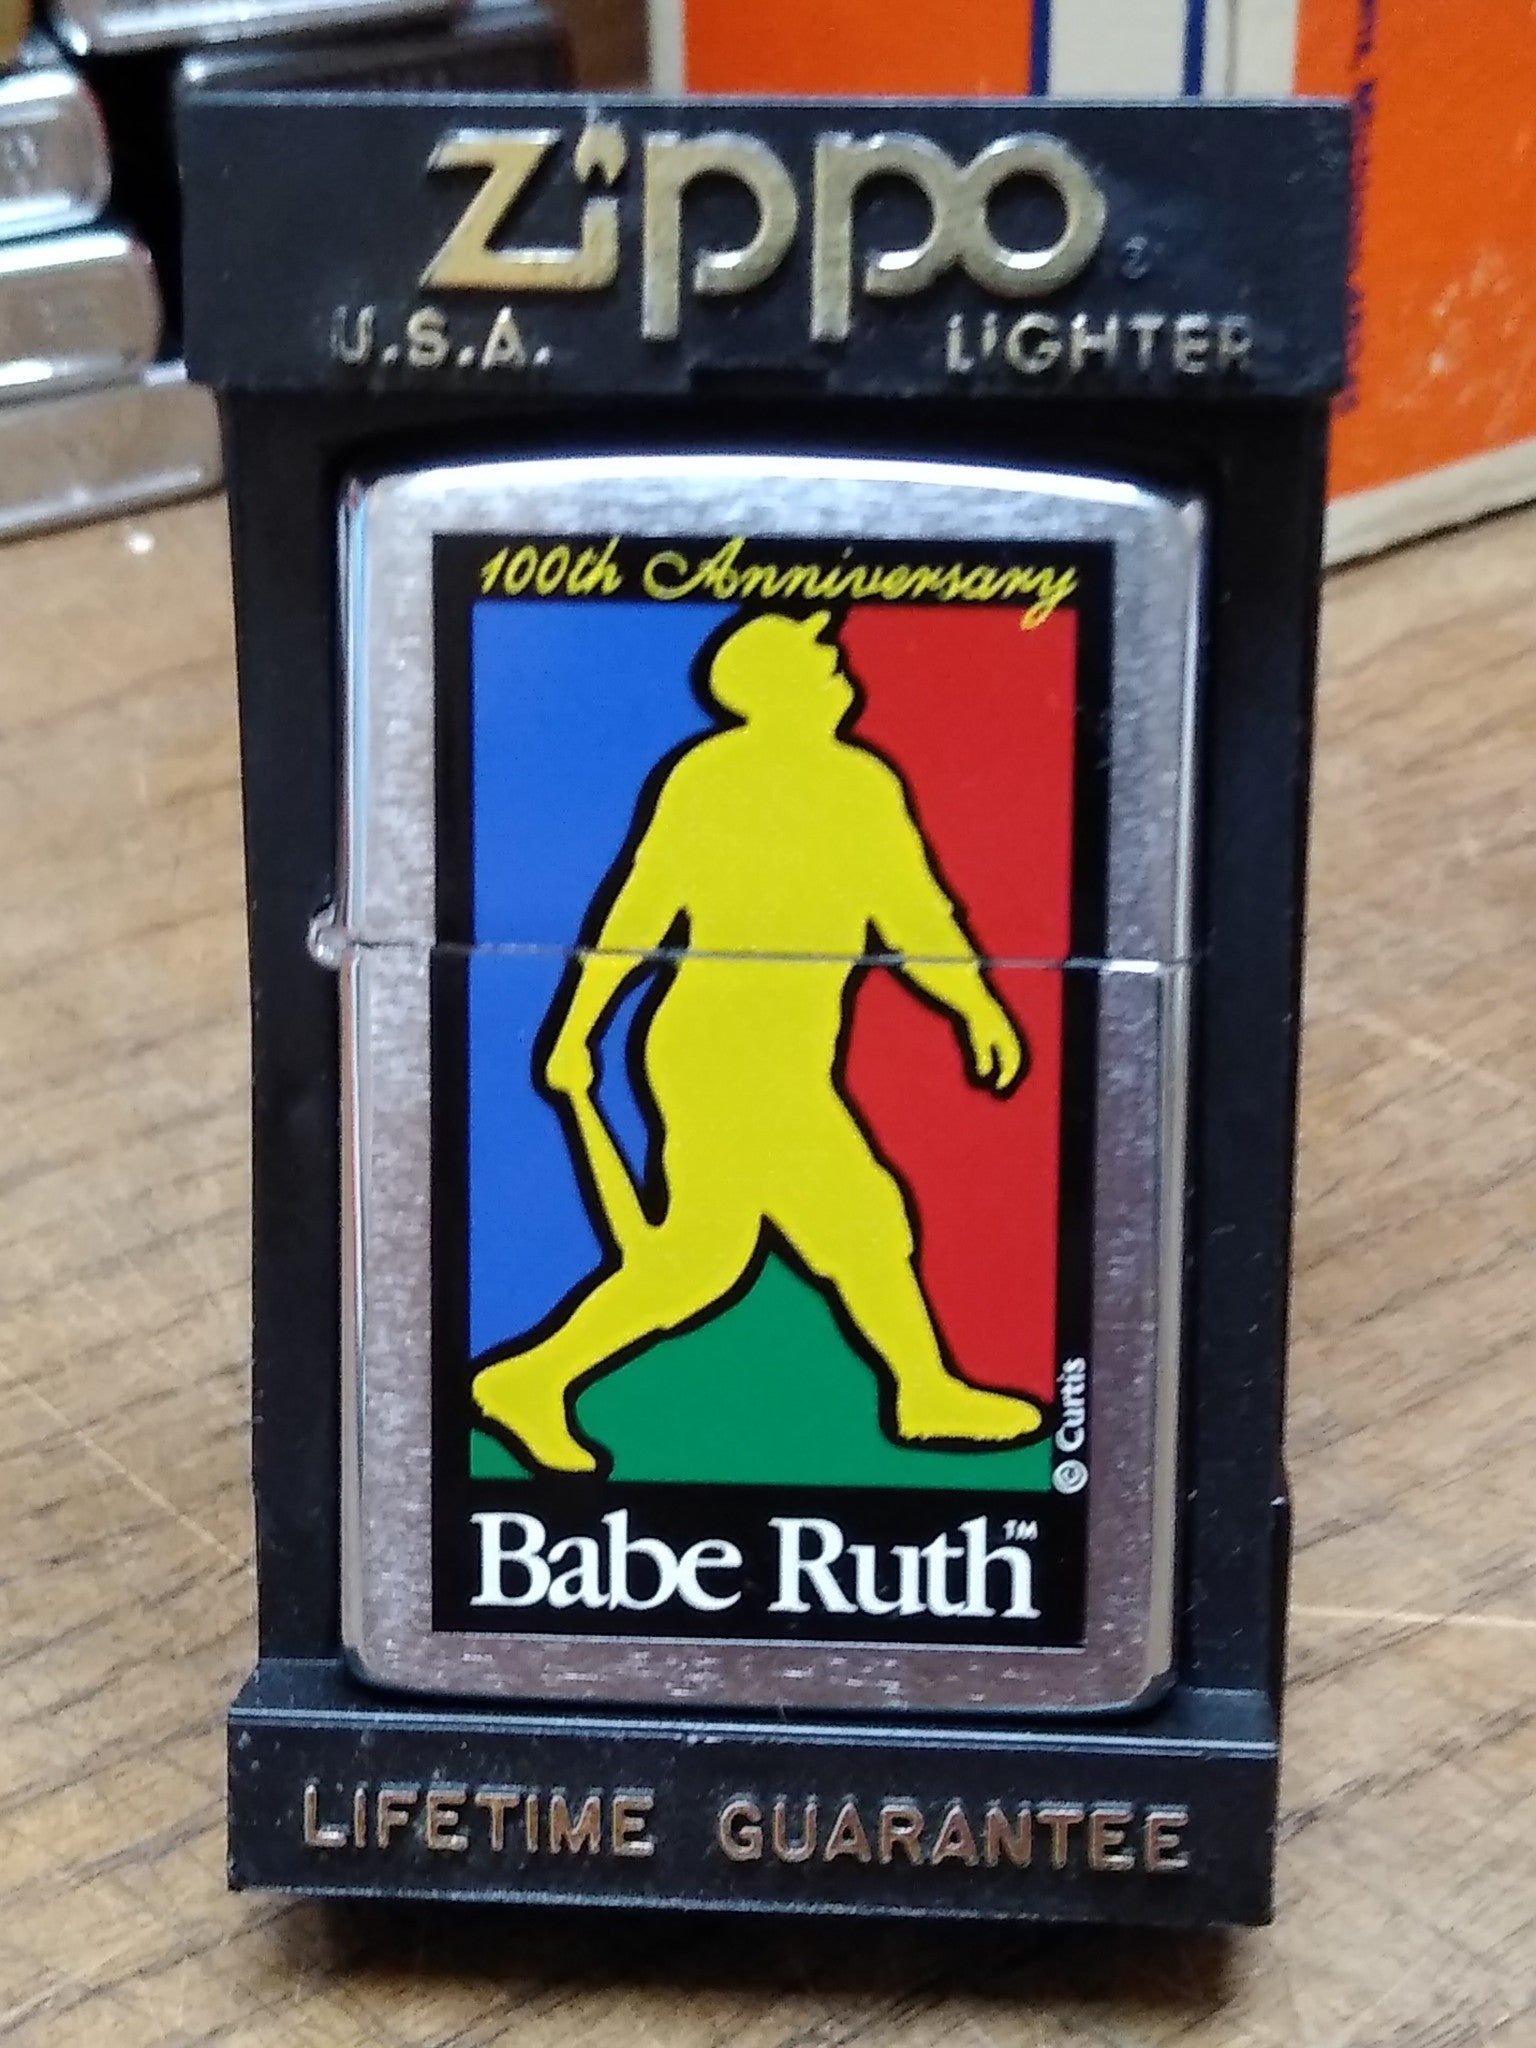 Zippo
U.S.A. LIGHTER
100th Anniversary
© Curtis
Babe Ruth™
LIFETIME GUARANTEE